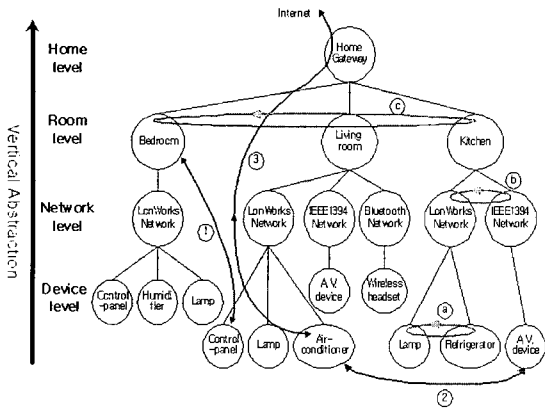 Internet
Home
level
Home
Gateway
Room
level
Bedroom
Living
room
Kitchen
c
3
b
Network
level
LonWorks
Network
LonWorks
Network
IEEE1394
Network
Bluetooth
Network
LonWorks
Network
IEEE1394
Network
1
Device
level
Control
-panel
Humidi
fier
Lamp
A.V.
device
Wireless
headset
a
Control
-panel
Lamp
Air-
conditioner
Lamp
Refrigerator
A.V.
device
2
Vertical Abstraction